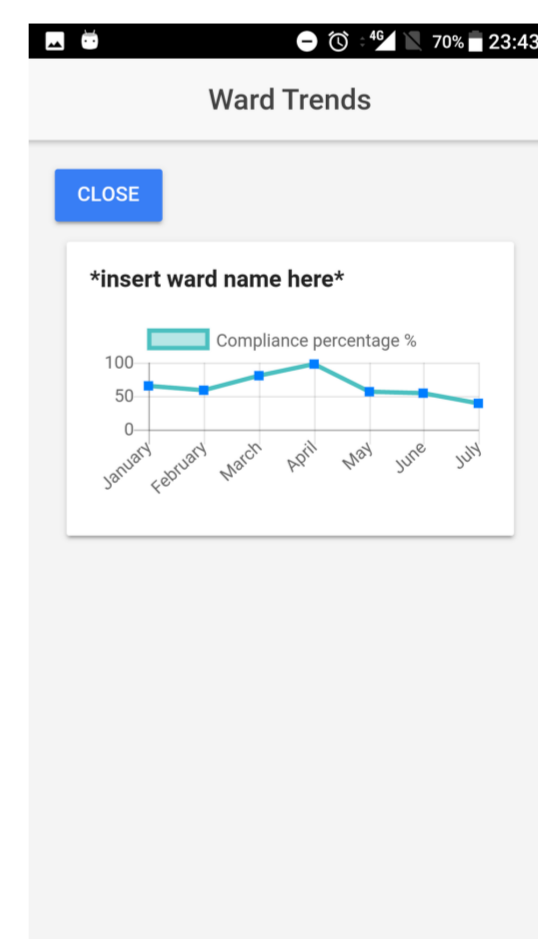 4G 70% 23:43
Ward Trends
CLOSE
*insert ward name here*
Compliance percentage %
100
50
0
January February March April May June July